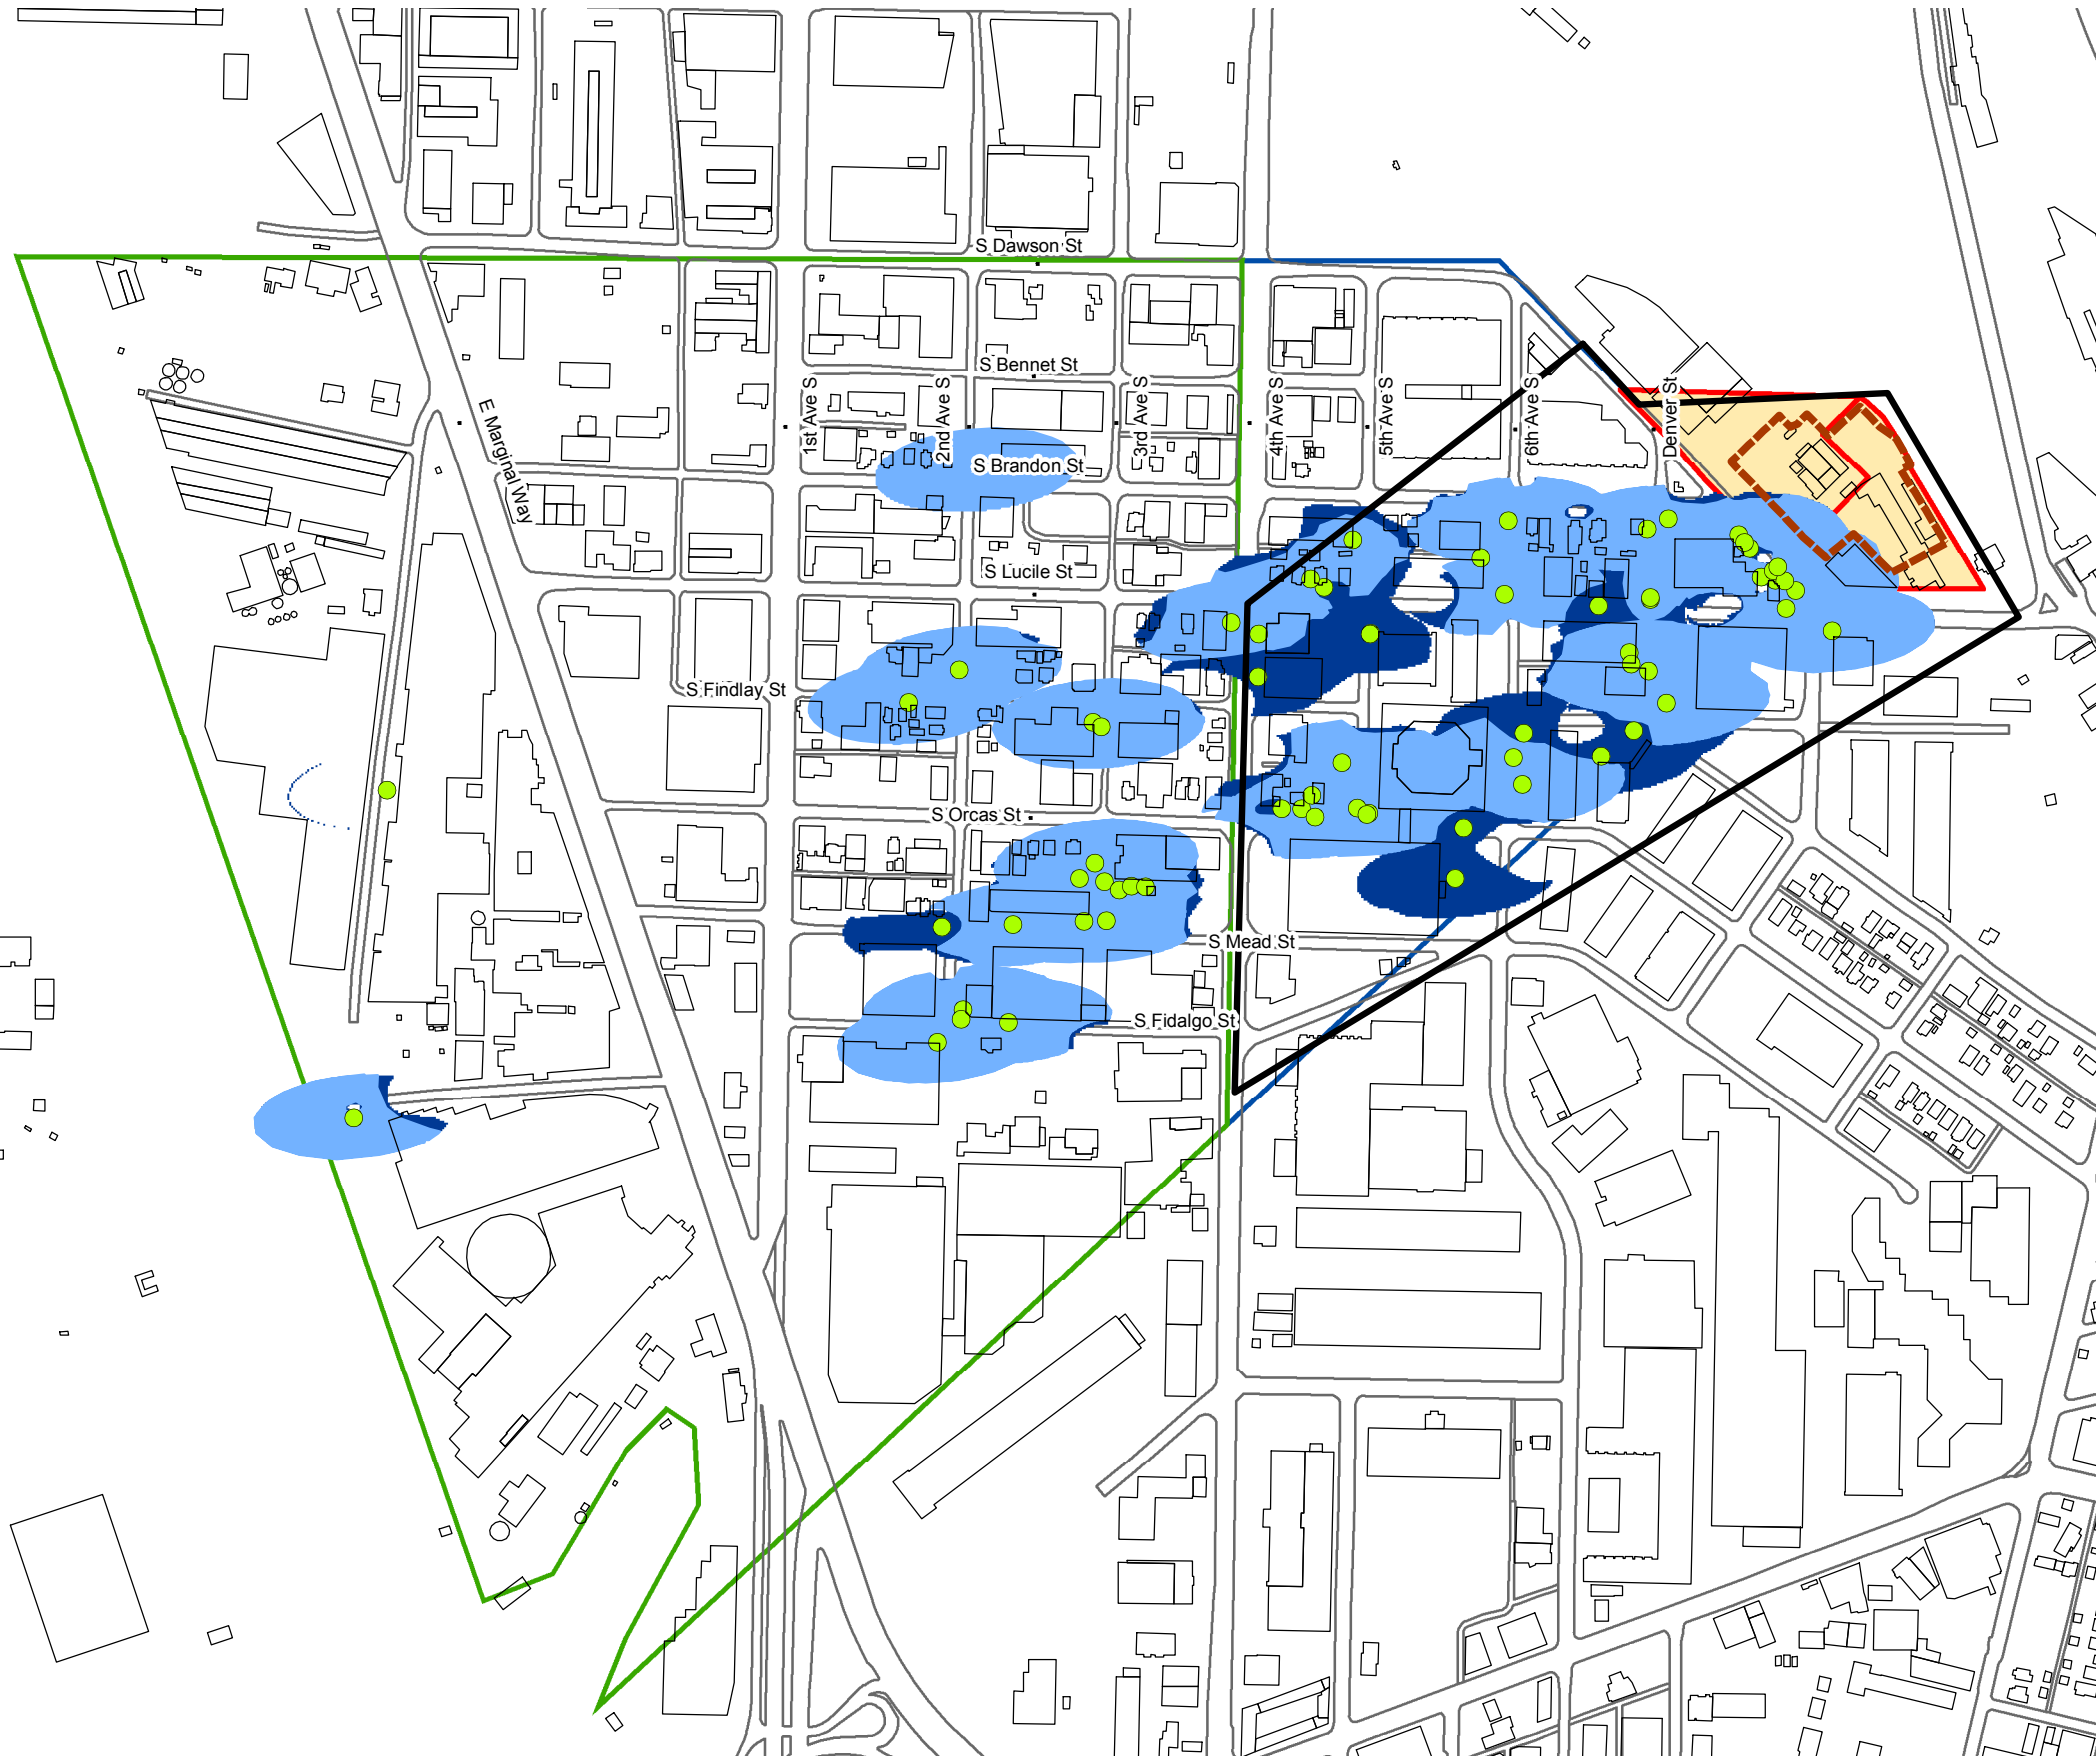 S Dawson St
S Bennet St
1st Ave S
2nd Ave S
3rd Ave S
4th Ave S
5th Ave S
6th Ave S
Denver St
E Marginal Way
S Brandon St
S Lucile St
S Findlay St
S Orcas St
S Mead St
S Fidalgo St